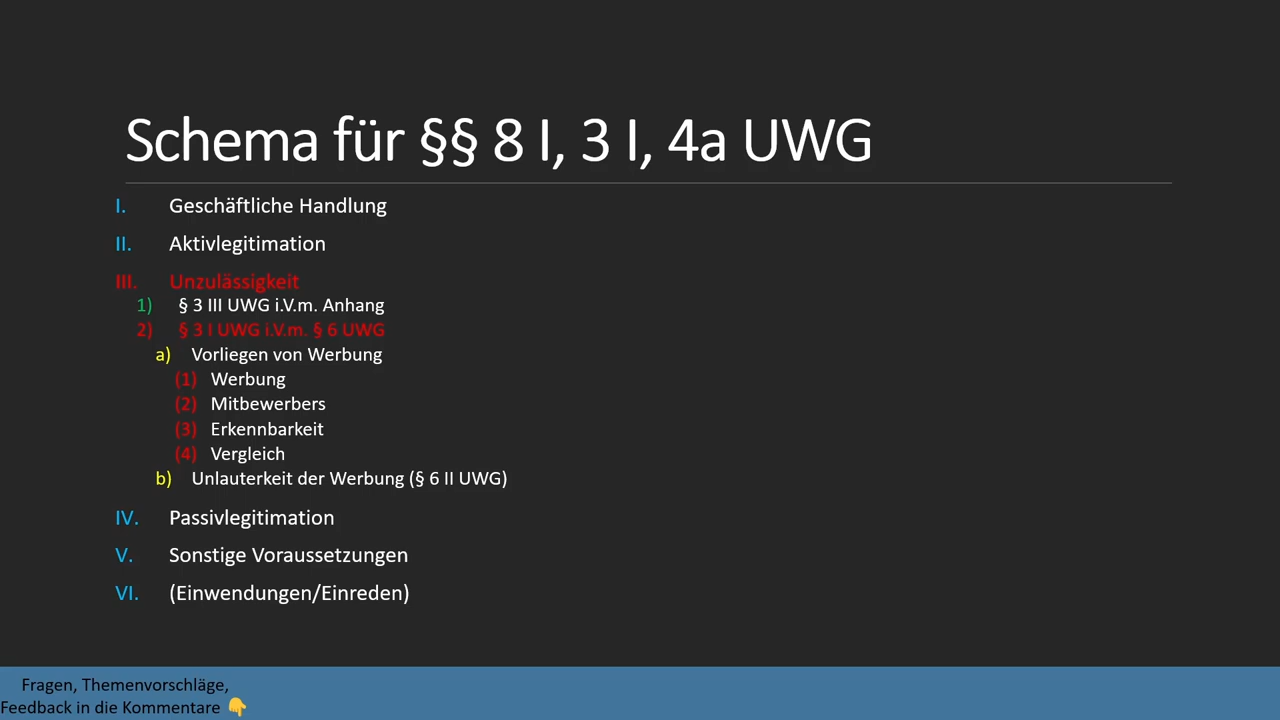 Schema für §§ 8 I, 3 I, 4a UWG
I. Geschäftliche Handlung
II. Aktivlegitimation
III. Unzulässigkeit
1) § 3 III UWG i.V.m. Anhang
2) § 3 I UWG i.V.m. § 6 UWG
a) Vorliegen von Werbung
(1) Werbung
(2) Mitbewerbers
(3) Erkennbarkeit
(4) Vergleich
b) Unlauterkeit der Werbung (§ 6 II UWG)
IV. Passivlegitimation
V. Sonstige Voraussetzungen
VI. (Einwendungen/Einreden)
Fragen, Themenvorschläge,
Feedback in die Kommentare 👇